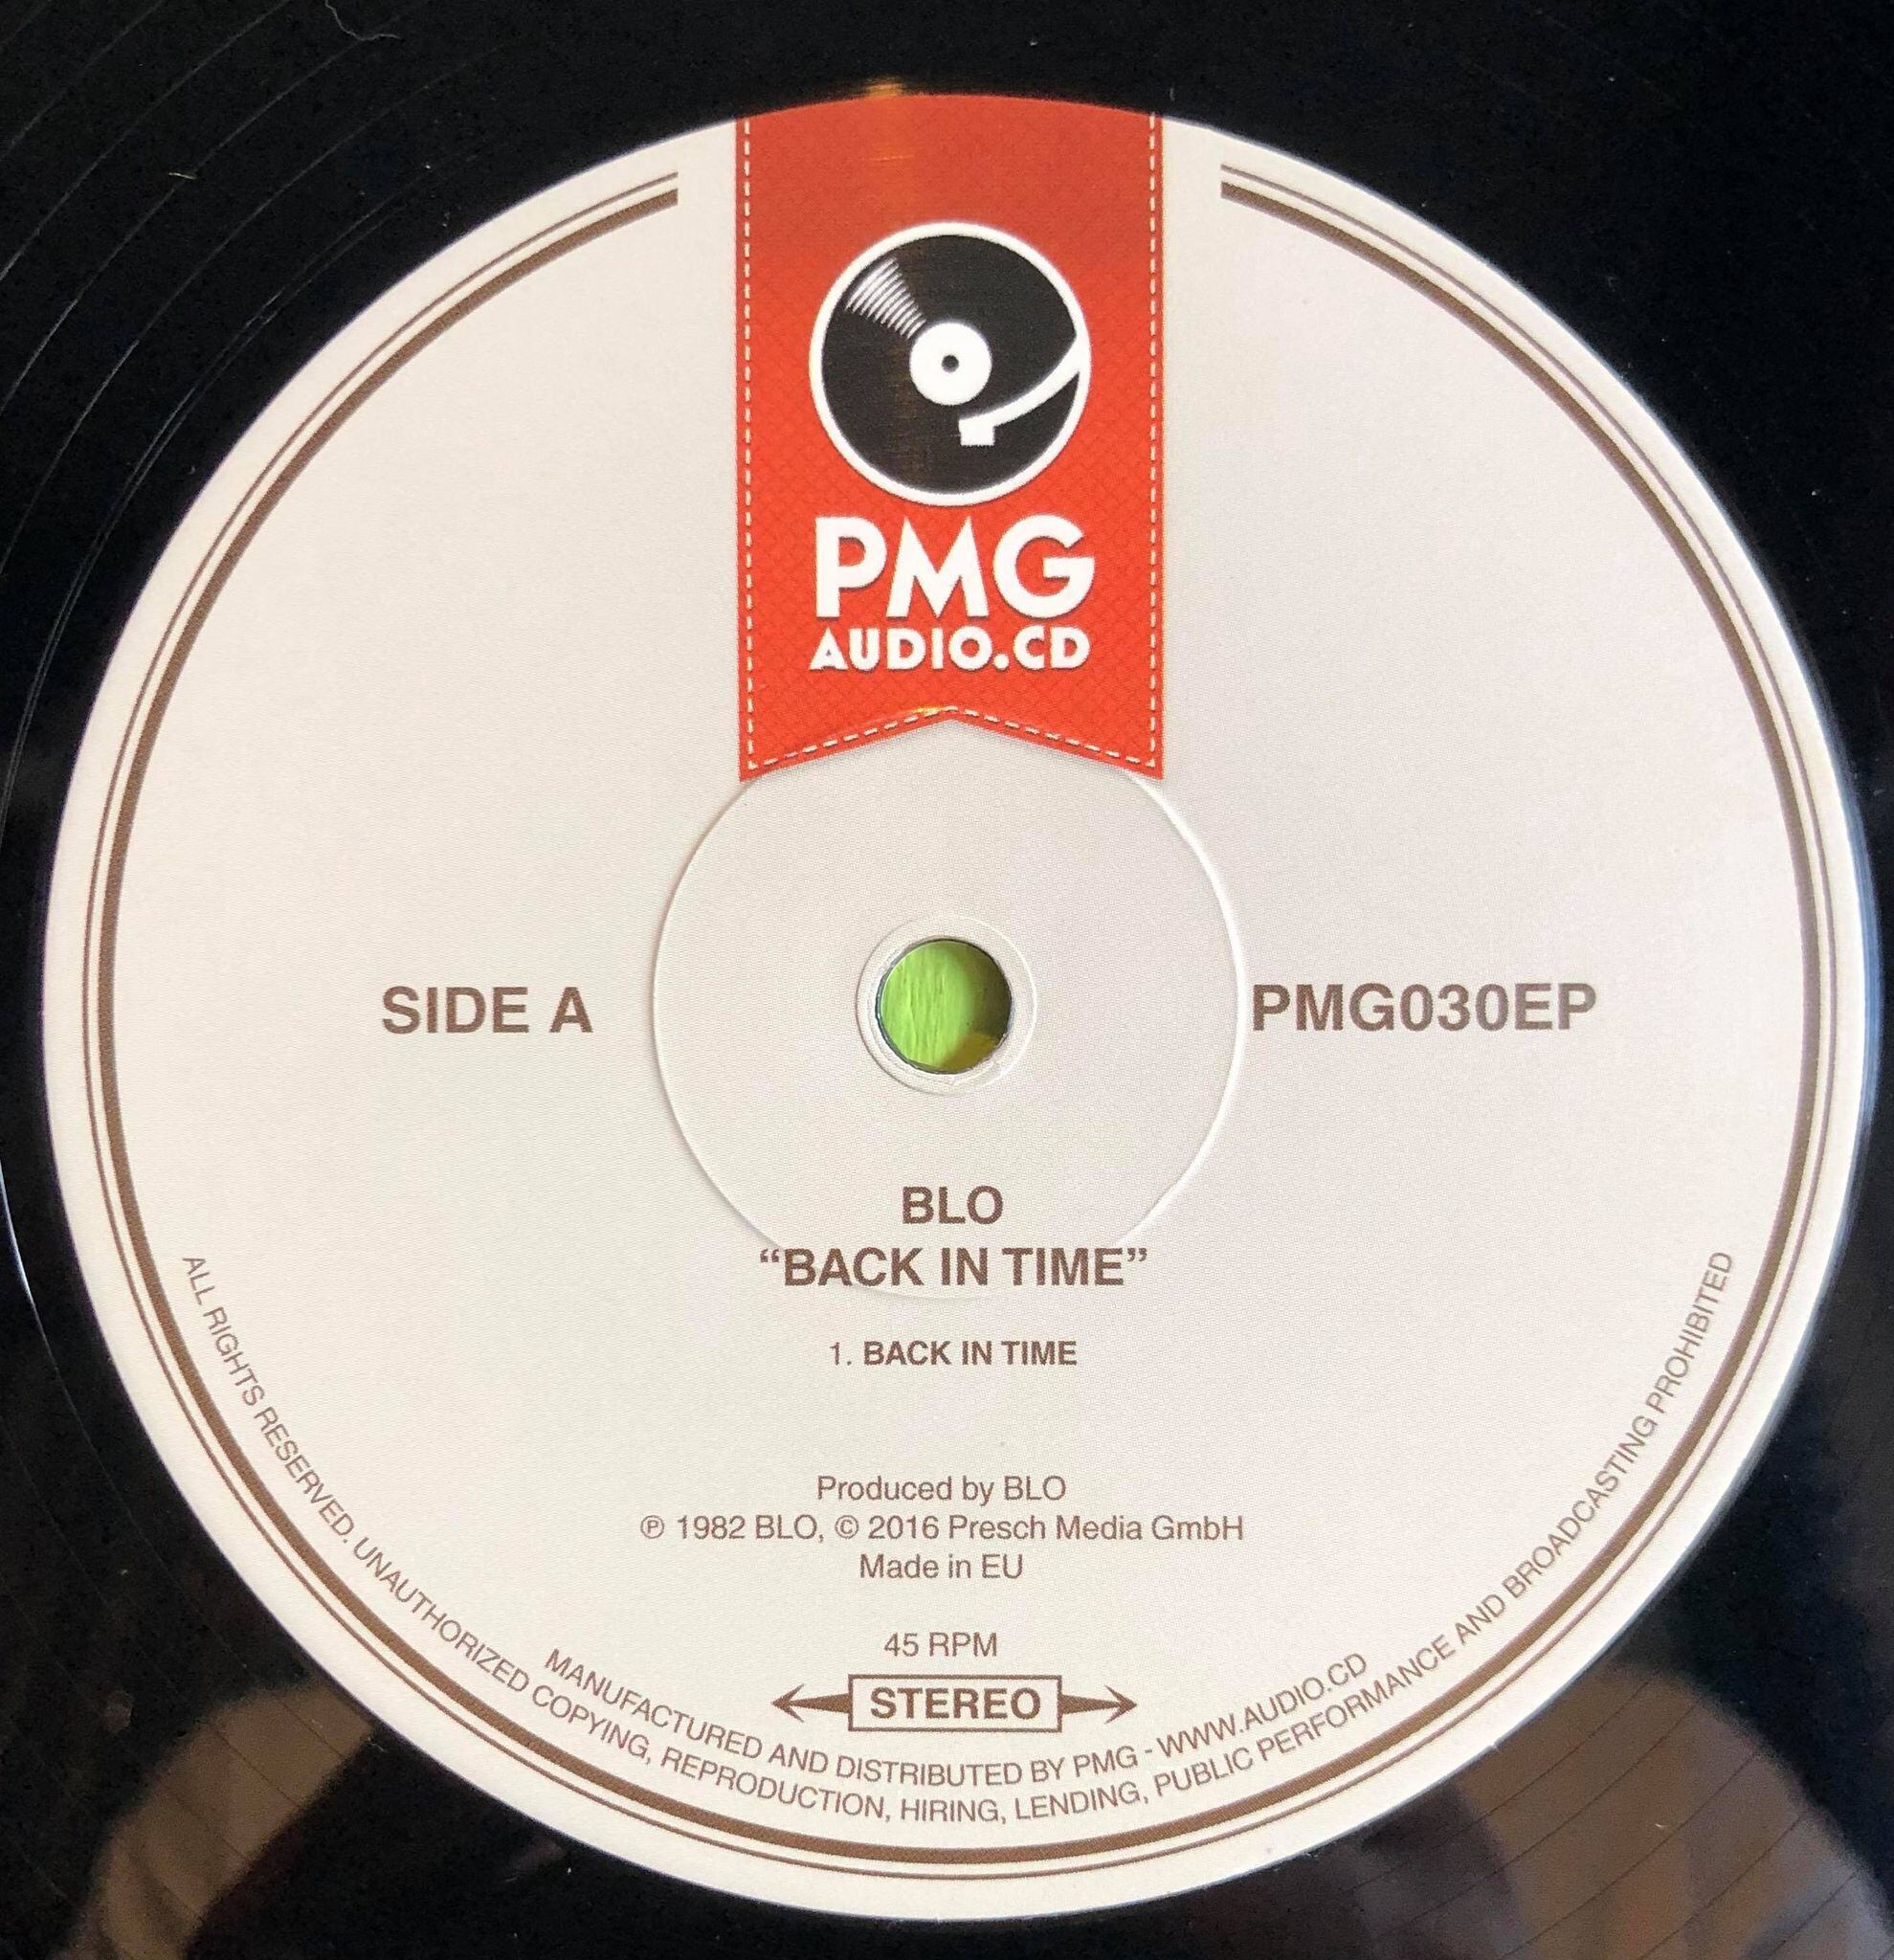 PMG
AUDIO.CD
SIDE A
PMG030EP
BLO
“BACK IN TIME”
1. BACK IN TIME
Produced by BLO
℗ 1982 BLO, © 2016 Presch Media GmbH
Made in EU
45 RPM
STEREO
MANUFACTURED AND DISTRIBUTED BY PMG - WWW.AUDIO.CD
ALL RIGHTS RESERVED. UNAUTHORIZED COPYING, REPRODUCTION, HIRING, LENDING, PUBLIC PERFORMANCE AND BROADCASTING PROHIBITED